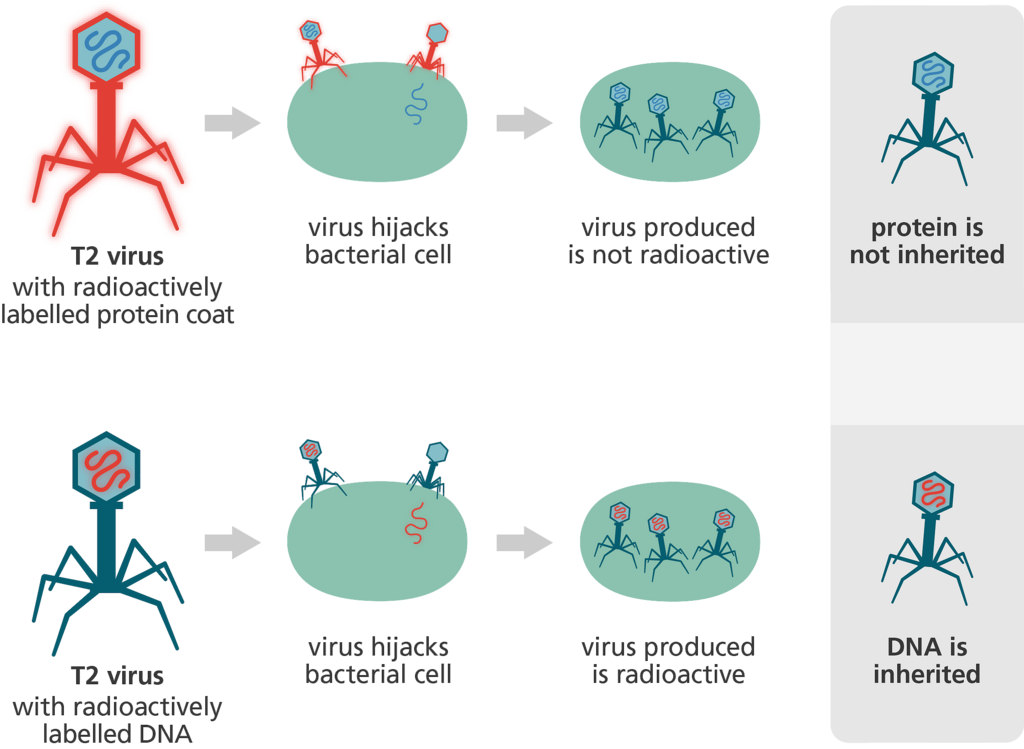 T2 virus
with radioactively
labelled protein coat
virus hijacks
bacterial cell
virus produced
is not radioactive
protein is
not inherited
T2 virus
with radioactively
labelled DNA
virus hijacks
bacterial cell
virus produced
is radioactive
DNA is
inherited